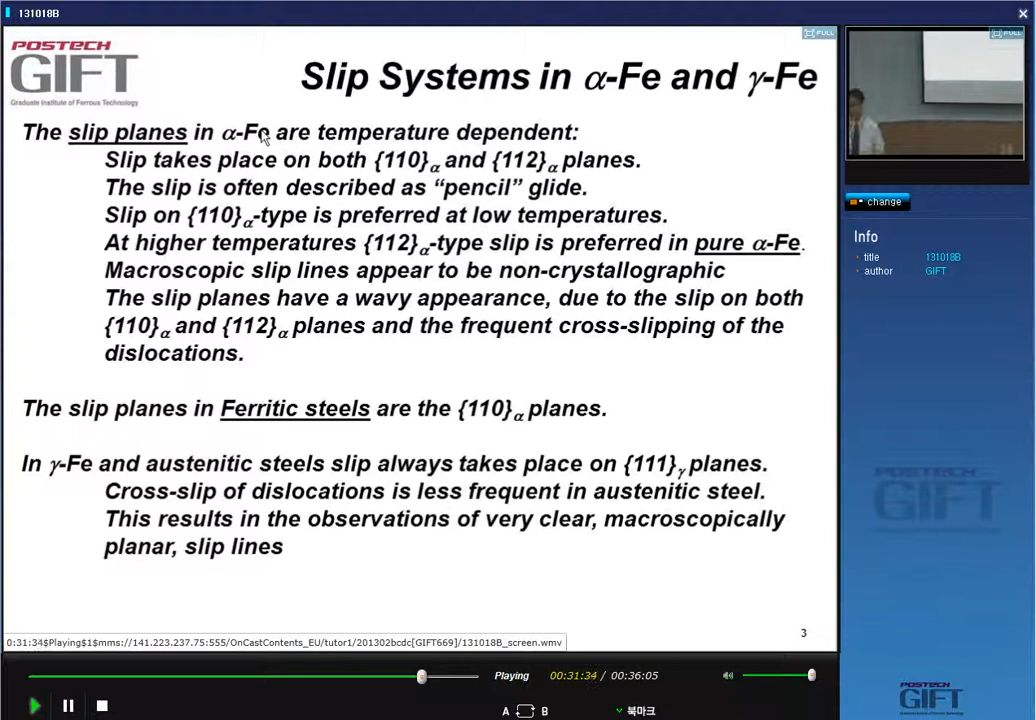 131018B
POSTECH
GIFT
Graduate Institute of Ferrous Technology
Slip Systems in α-Fe and γ-Fe
The slip planes in α-Fe are temperature dependent:
Slip takes place on both {110}α and {112}α planes.
The slip is often described as “pencil” glide.
Slip on {110}α-type is preferred at low temperatures.
At higher temperatures {112}α-type slip is preferred in pure α-Fe.
Macroscopic slip lines appear to be non-crystallographic
The slip planes have a wavy appearance, due to the slip on both
{110}α and {112}α planes and the frequent cross-slipping of the
dislocations.
The slip planes in Ferritic steels are the {110}α planes.
In γ-Fe and austenitic steels slip always takes place on {111}γ planes.
Cross-slip of dislocations is less frequent in austenitic steel.
This results in the observations of very clear, macroscopically
planar, slip lines
3
0:31:34$Playing$1$mms://141.223.237.75:555/OnCastContents_EU/tutor1/201302bcdc[GIFT669]/131018B_screen.wmv
FULL
FULL
change
Info
title 131018B
author GIFT
POSTECH
GIFT
Playing 00:31:34 / 00:36:05
A B 북마크
POSTECH
GIFT